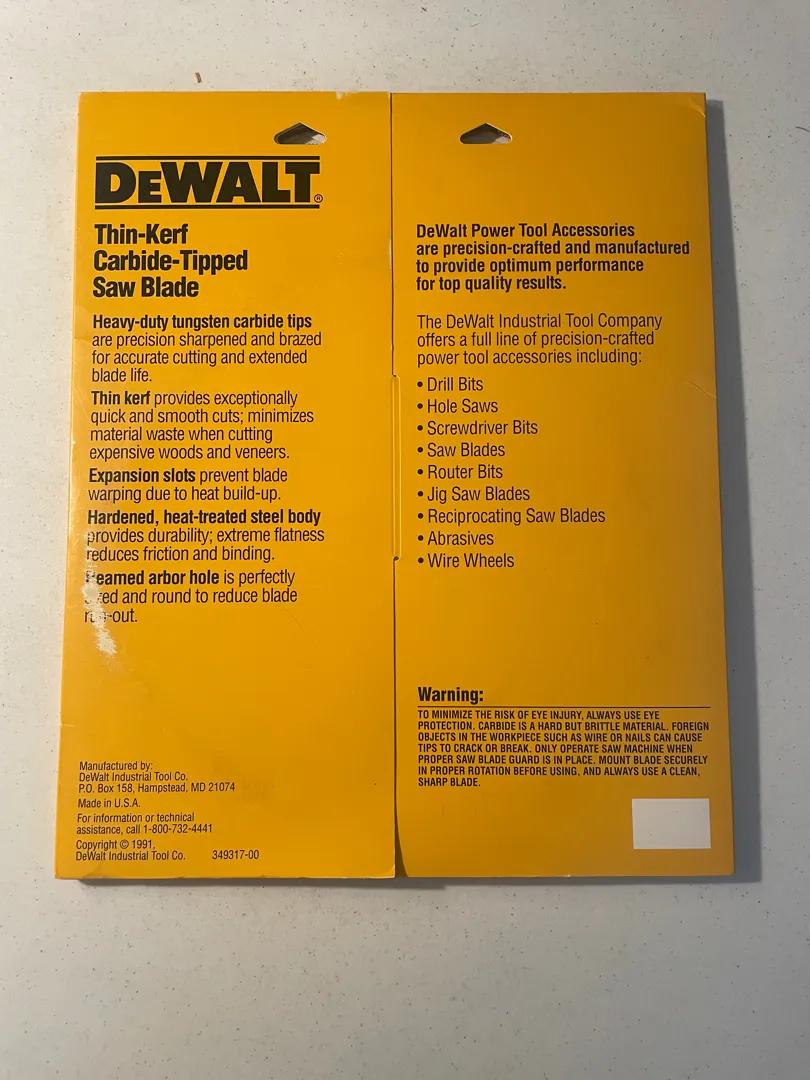 DeWALT®
Thin-Kerf
Carbide-Tipped
Saw Blade
Heavy-duty tungsten carbide tips
are precision sharpened and brazed
for accurate cutting and extended
blade life.
Thin kerf provides exceptionally
quick and smooth cuts; minimizes
material waste when cutting
expensive woods and veneers.
Expansion slots prevent blade
warping due to heat build-up.
Hardened, heat-treated steel body
provides durability; extreme flatness
reduces friction and binding.
Reamed arbor hole is perfectly
and round to reduce blade
Manufactured by:
DeWalt Industrial Tool Co.
P.O. Box 158, Hampstead, MD 21074
Made in U.S.A.
For information or technical
assistance, call 1-800-732-4441
Copyright © 1991,
DeWalt Industrial Tool Co. 349317-00
DeWalt Power Tool Accessories
are precision-crafted and manufactured
to provide optimum performance
for top quality results.
The DeWalt Industrial Tool Company
offers a full line of precision-crafted
power tool accessories including:
• Drill Bits
• Hole Saws
• Screwdriver Bits
• Saw Blades
• Router Bits
• Jig Saw Blades
• Reciprocating Saw Blades
• Abrasives
• Wire Wheels
Warning:
TO MINIMIZE THE RISK OF EYE INJURY, ALWAYS USE EYE
PROTECTION. CARBIDE IS A HARD BUT BRITTLE MATERIAL. FOREIGN
OBJECTS IN THE WORKPIECE SUCH AS WIRE OR NAILS CAN CAUSE
TIPS TO CRACK OR BREAK. ONLY OPERATE SAW MACHINE WHEN
PROPER SAW BLADE GUARD IS IN PLACE. MOUNT BLADE SECURELY
IN PROPER ROTATION BEFORE USING, AND ALWAYS USE A CLEAN,
SHARP BLADE.